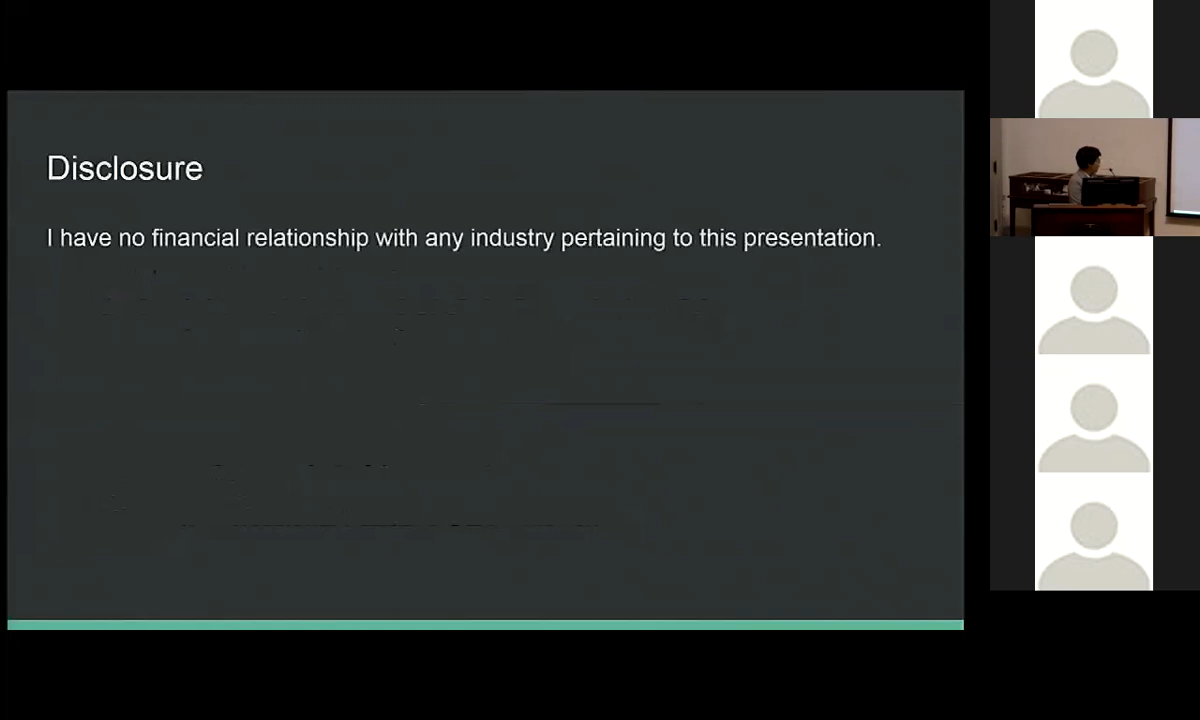 Disclosure
I have no financial relationship with any industry pertaining to this presentation.